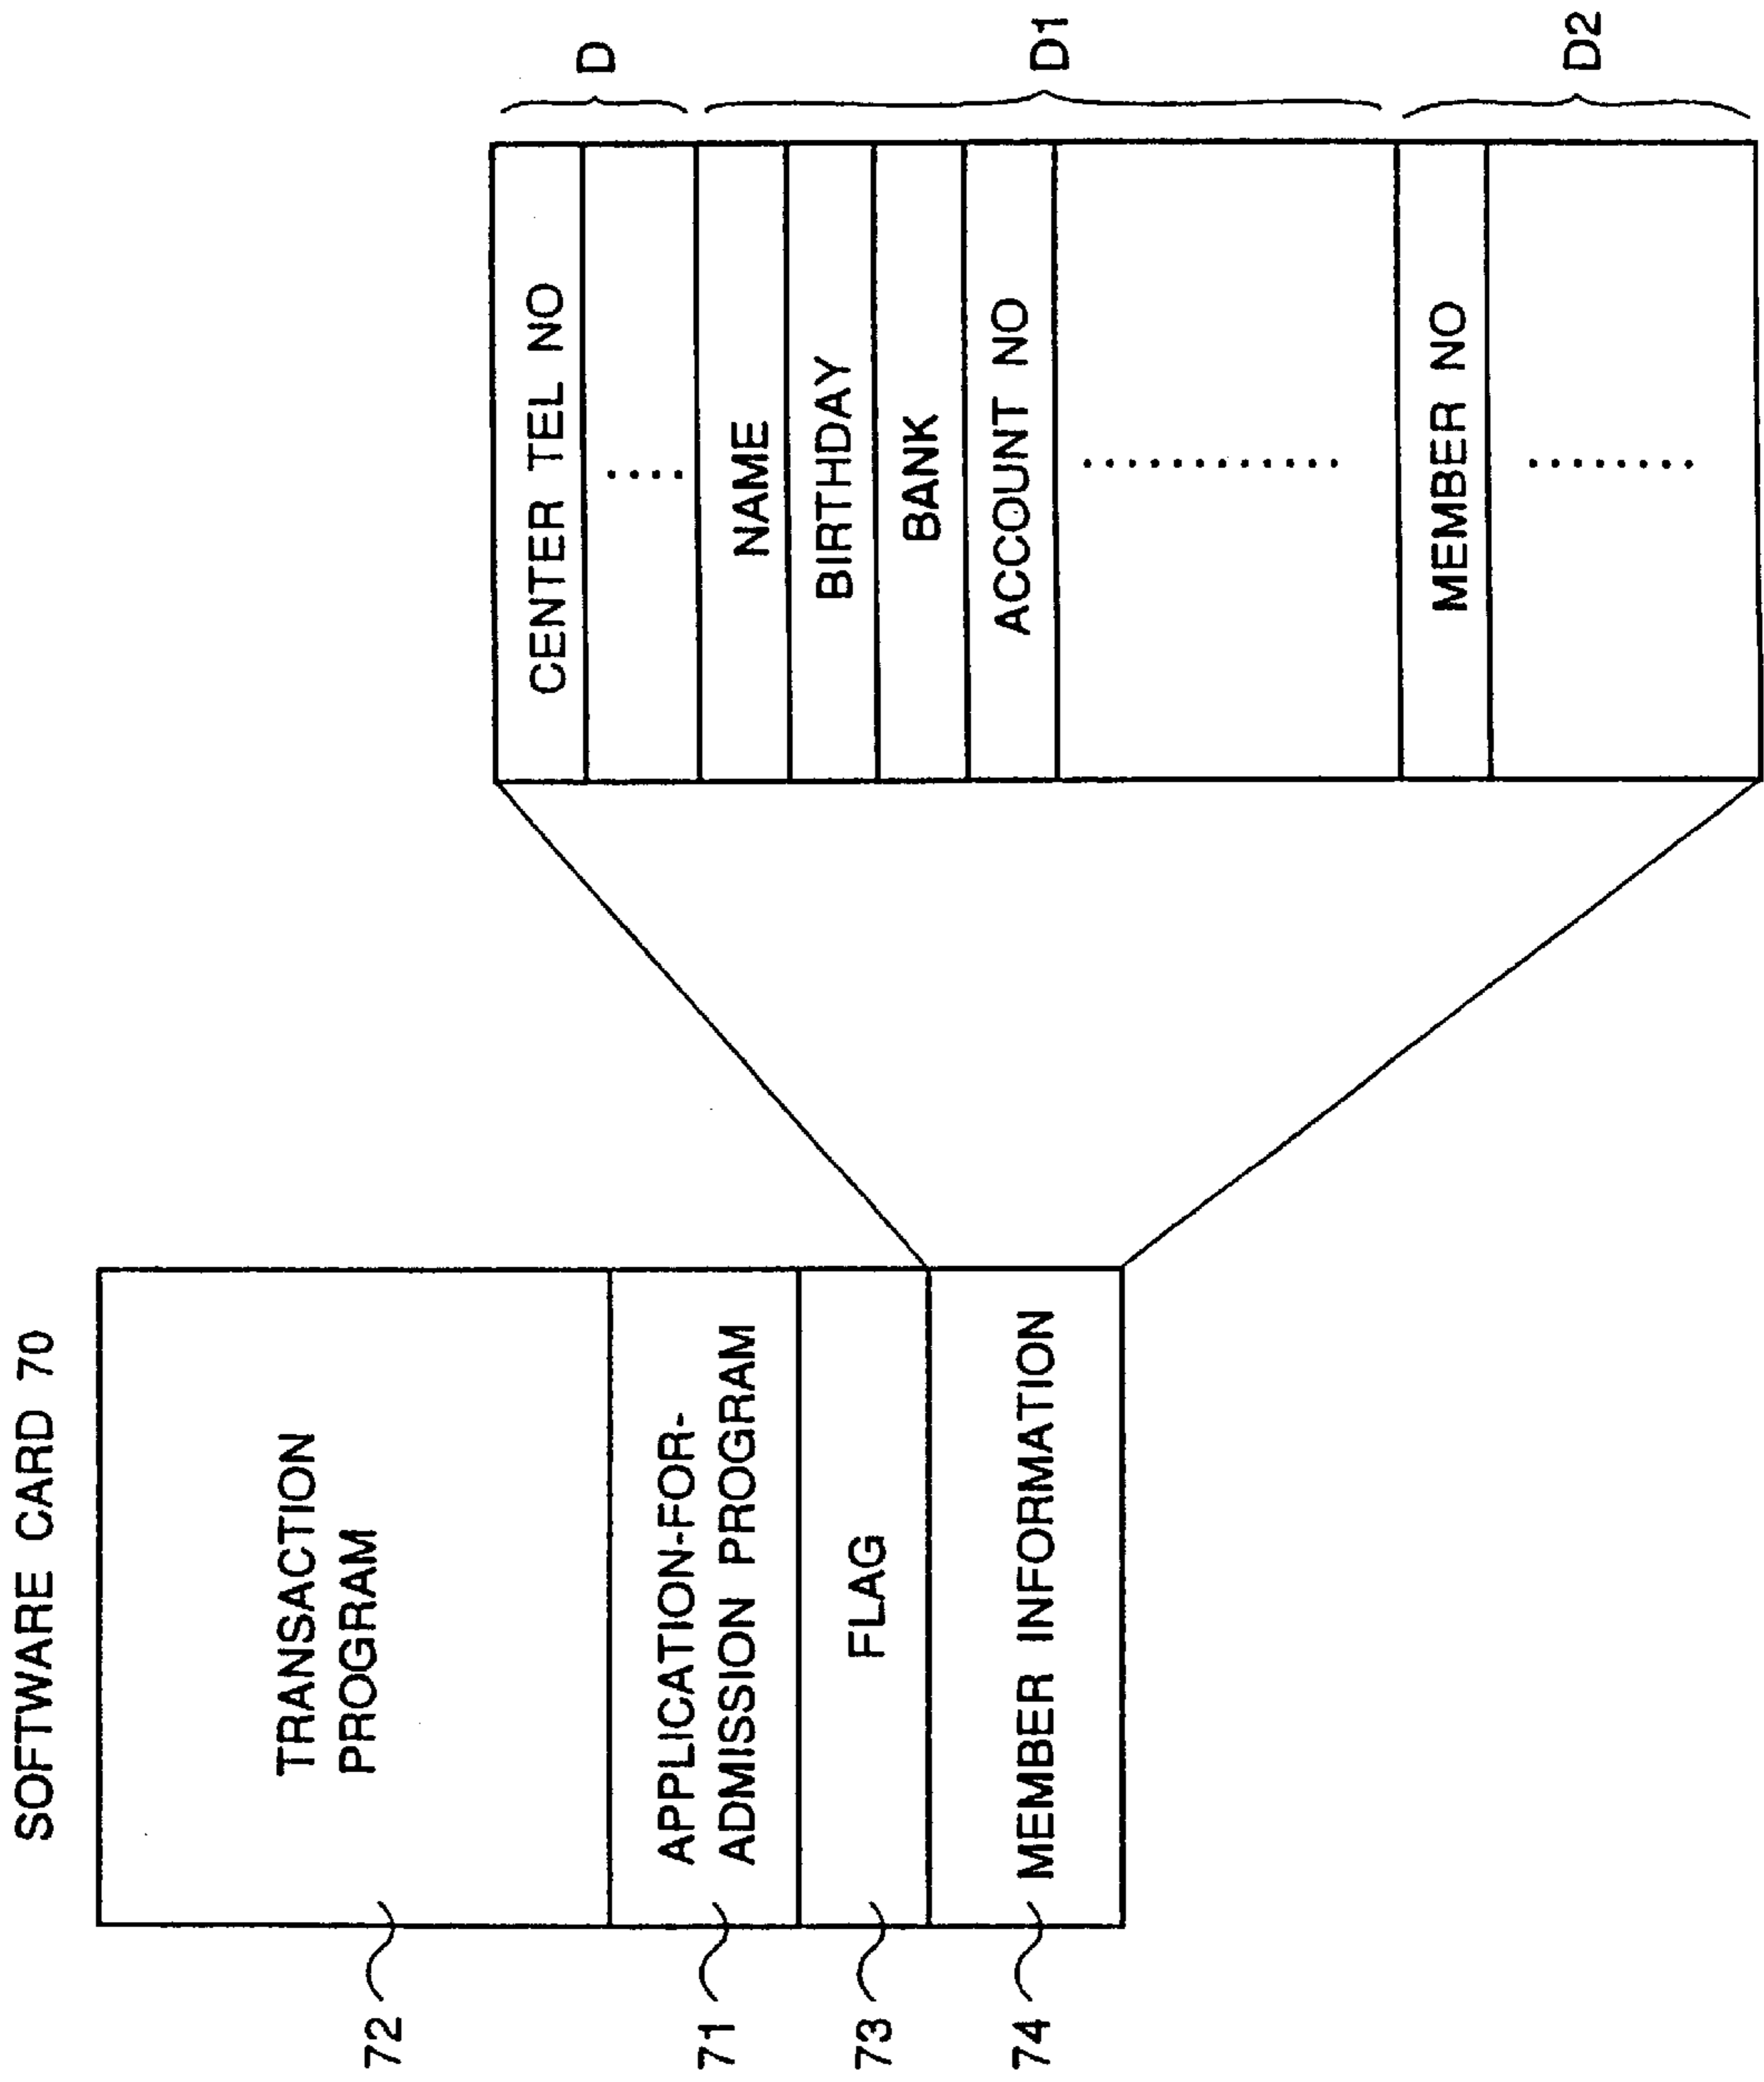 SOFTWARE CARD 70
72
TRANSACTION
PROGRAM
71
APPLICATION-FOR-
ADMISSION PROGRAM
73
FLAG
74
MEMBER INFORMATION
CENTER TEL NO
.....
D
NAME
BIRTHDAY
BANK
ACCOUNT NO
............
D1
MEMBER NO
........
D2